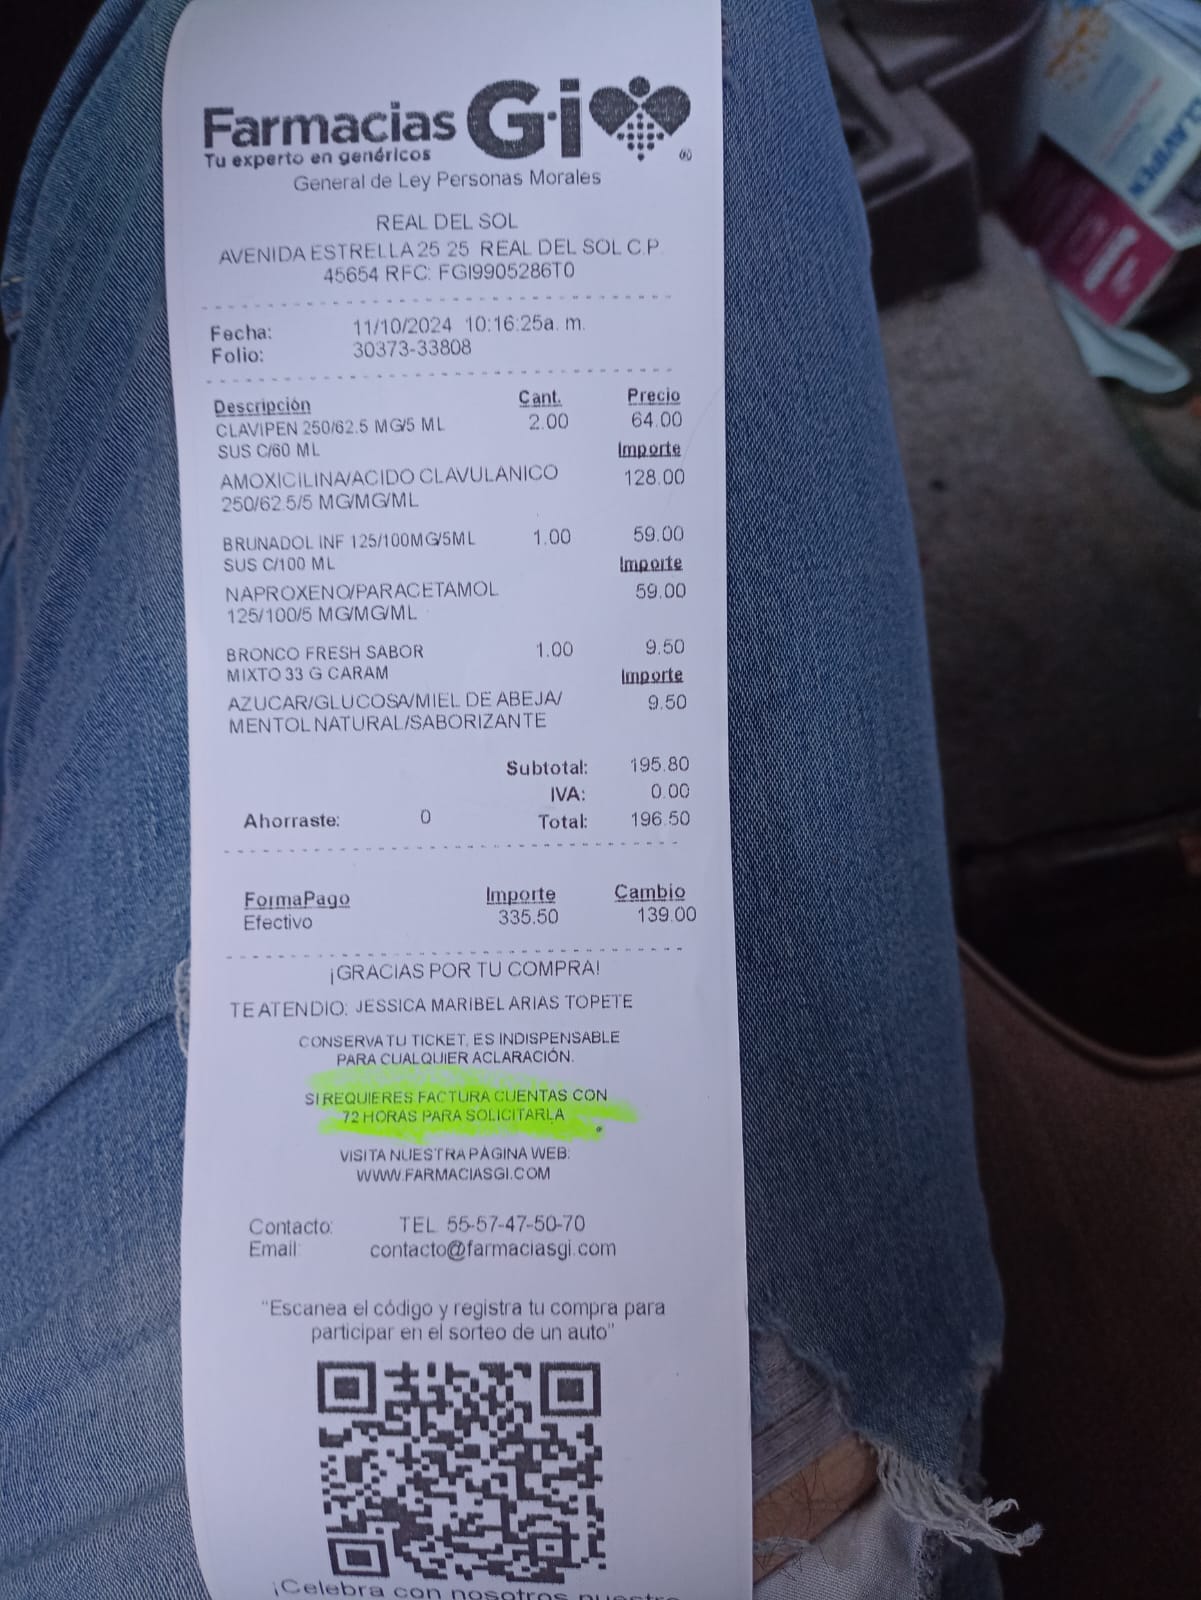 Farmacias G·i
Tu experto en genéricos
®
General de Ley Personas Morales
REAL DEL SOL
AVENIDA ESTRELLA 25 25 REAL DEL SOL C.P.
45654 RFC: FGI9905286T0
Fecha: 11/10/2024 10:16:25a. m.
Folio: 30373-33808
Descripción Cant. Precio
CLAVIPEN 250/62.5 MG/5 ML 2.00 64.00
SUS C/60 ML Importe
AMOXICILINA/ACIDO CLAVULANICO 128.00
250/62.5/5 MG/MG/ML
BRUNADOL INF 125/100MG/5ML 1.00 59.00
SUS C/100 ML Importe
NAPROXENO/PARACETAMOL 59.00
125/100/5 MG/MG/ML
BRONCO FRESH SABOR 1.00 9.50
MIXTO 33 G CARAM Importe
AZUCAR/GLUCOSA/MIEL DE ABEJA/ 9.50
MENTOL NATURAL/SABORIZANTE
Subtotal: 195.80
IVA: 0.00
Ahorraste: 0 Total: 196.50
FormaPago Importe Cambio
Efectivo 335.50 139.00
¡GRACIAS POR TU COMPRA!
TE ATENDIO: JESSICA MARIBEL ARIAS TOPETE
CONSERVA TU TICKET, ES INDISPENSABLE
PARA CUALQUIER ACLARACIÓN.
SI REQUIERES FACTURA CUENTAS CON
72 HORAS PARA SOLICITARLA
VISITA NUESTRA PÁGINA WEB:
WWW.FARMACIASGI.COM
Contacto: TEL 55-57-47-50-70
Email: contacto@farmaciasgi.com
"Escanea el código y registra tu compra para
participar en el sorteo de un auto"
¡Celebra con nosotros
CLAVIPEN